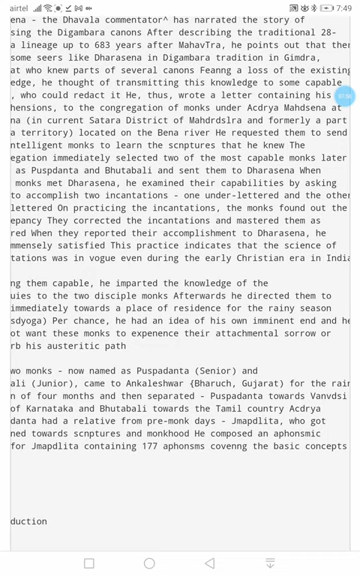 airtel 7:49
ena - the Dhavala commentator^ has narrated the story of
sing the Digambara canons After describing the traditional 28-
a lineage up to 683 years after MahavTra, he points out that ther
some seers like Dharasena in Digambara tradition in Gimdra,
at who knew parts of several canons Feanng a loss of the existing
edge, he thought of transmitting this knowledge to some capable
, who could redact it He, thus, wrote a letter containing his
hensions, to the congregation of monks under Acdrya Mahdsena at
na (in current Satara District of Mahdrdslra and formerly a part
a territory) located on the Bena river He requested them to send
ntelligent monks to learn the scnptures that he knew The
egation immediately selected two of the most capable monks later
as Puspdanta and Bhutabali and sent them to Dharasena When
monks met Dharasena, he examined their capabilities by asking
to accomplish two incantations - one under-lettered and the other
lettered On practicing the incantations, the monks found out the
epancy They corrected the incantations and mastered them as
red When they reported their accomplishment to Dharasena, he
mmensely satisfied This practice indicates that the science of
tations was in vogue even during the early Christian era in India
ng them capable, he imparted the knowledge of the
uies to the two disciple monks Afterwards he directed them to
immediately towards a place of residence for the rainy season
sdyoga) Per chance, he had an idea of his own imminent end and he
ot want these monks to expenence their attachmental sorrow or
rb his austeritic path
wo monks - now named as Puspadanta (Senior) and
ali (Junior), came to Ankaleshwar {Bharuch, Gujarat) for the rain
n of four months and then separated - Puspadanta towards Vanvdsi
of Karnataka and Bhutabali towards the Tamil country Acdrya
danta had a relative from pre-monk days - Jmapdlita, who got
ned towards scnptures and monkhood He composed an aphonsmic
for Jmapdlita containing 177 aphonsms covenng the basic concepts
duction